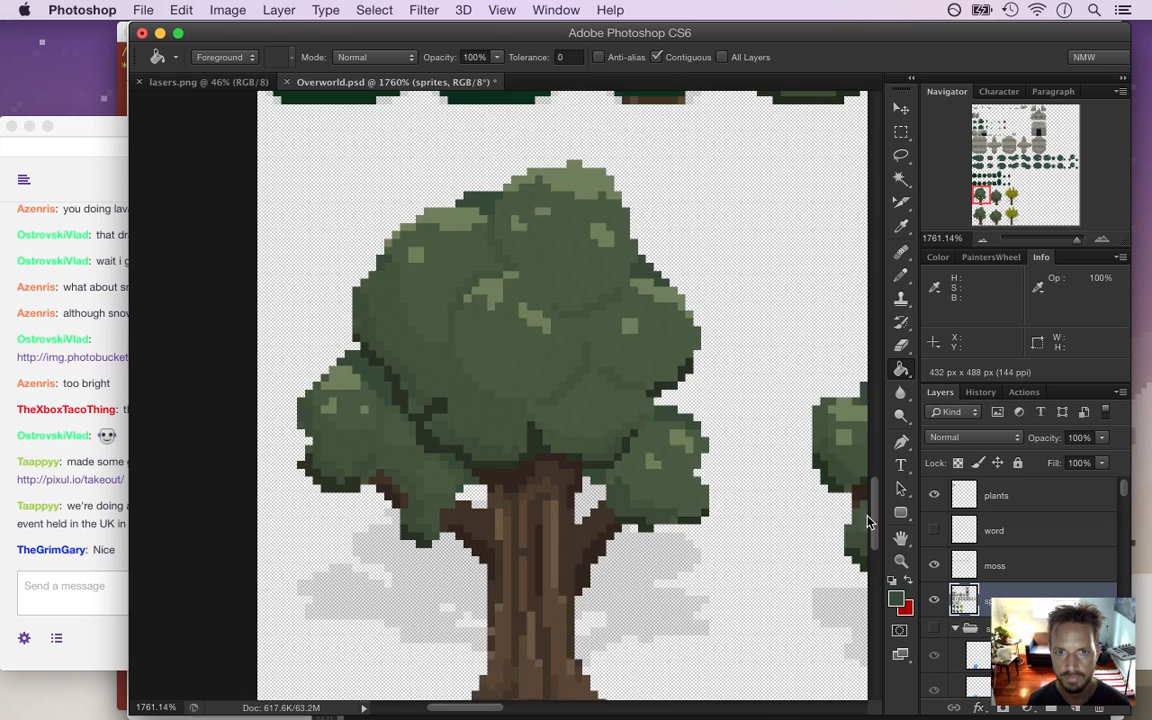 Photoshop File Edit Image Layer Type Select Filter 3D View Window Help
Adobe Photoshop CS6
Foreground Mode: Normal Opacity: 100% Tolerance: 0 Anti-alias Contiguous All Layers NMW
lasers.png @ 46% (RGB/8) Overworld.psd @ 1760% (sprites, RGB/8*) *
Navigator Character Paragraph
1761.14%
Color PaintersWheel Info
H: Op: 100%
S:
B:
X: W:
Y: H:
432 px x 488 px (144 ppi)
Layers History Actions
Kind
Normal Opacity: 100%
Lock: Fill: 100%
plants
word
moss
Azenris: you doing
OstrovskiVlad: that
OstrovskiVlad: wait i
Azenris: what about
Azenris: although
OstrovskiVlad:
http://img.photobucket
Azenris: too bright
TheXboxTacoThing:
OstrovskiVlad:
Taappyy: made some
http://pixul.io/takeout/
Taappyy: we're doing
event held in the UK in
TheGrimGary: Nice
Send a message
1761.14% Doc: 617.6K/63.2M